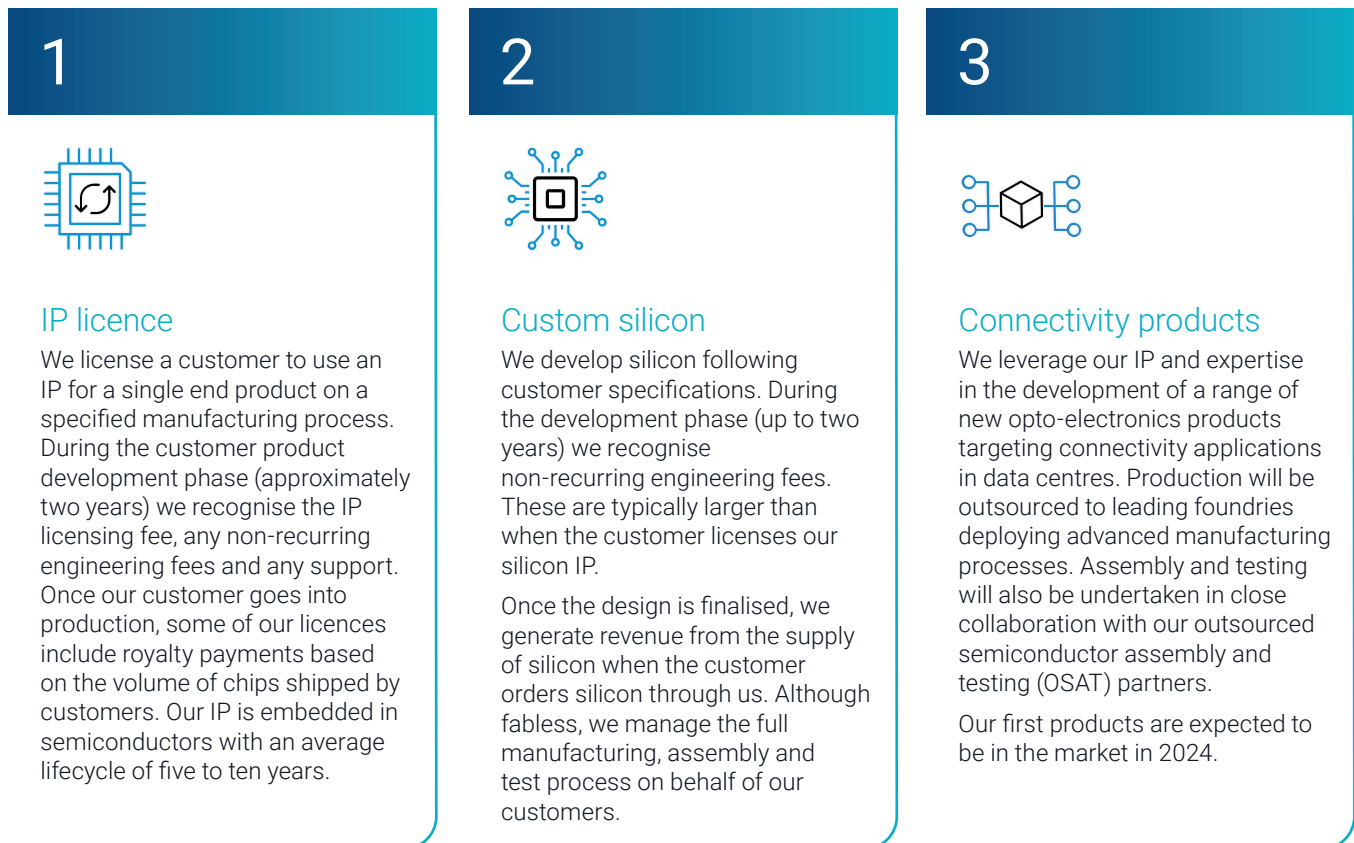 1
IP licence
We license a customer to use an
IP for a single end product on a
specified manufacturing process.
During the customer product
development phase (approximately
two years) we recognise the IP
licensing fee, any non-recurring
engineering fees and any support.
Once our customer goes into
production, some of our licences
include royalty payments based
on the volume of chips shipped by
customers. Our IP is embedded in
semiconductors with an average
lifecycle of five to ten years.
2
Custom silicon
We develop silicon following
customer specifications. During
the development phase (up to two
years) we recognise
non-recurring engineering fees.
These are typically larger than
when the customer licenses our
silicon IP.
Once the design is finalised, we
generate revenue from the supply
of silicon when the customer
orders silicon through us. Although
fabless, we manage the full
manufacturing, assembly and
test process on behalf of our
customers.
3
Connectivity products
We leverage our IP and expertise
in the development of a range of
new opto-electronics products
targeting connectivity applications
in data centres. Production will be
outsourced to leading foundries
deploying advanced manufacturing
processes. Assembly and testing
will also be undertaken in close
collaboration with our outsourced
semiconductor assembly and
testing (OSAT) partners.
Our first products are expected to
be in the market in 2024.